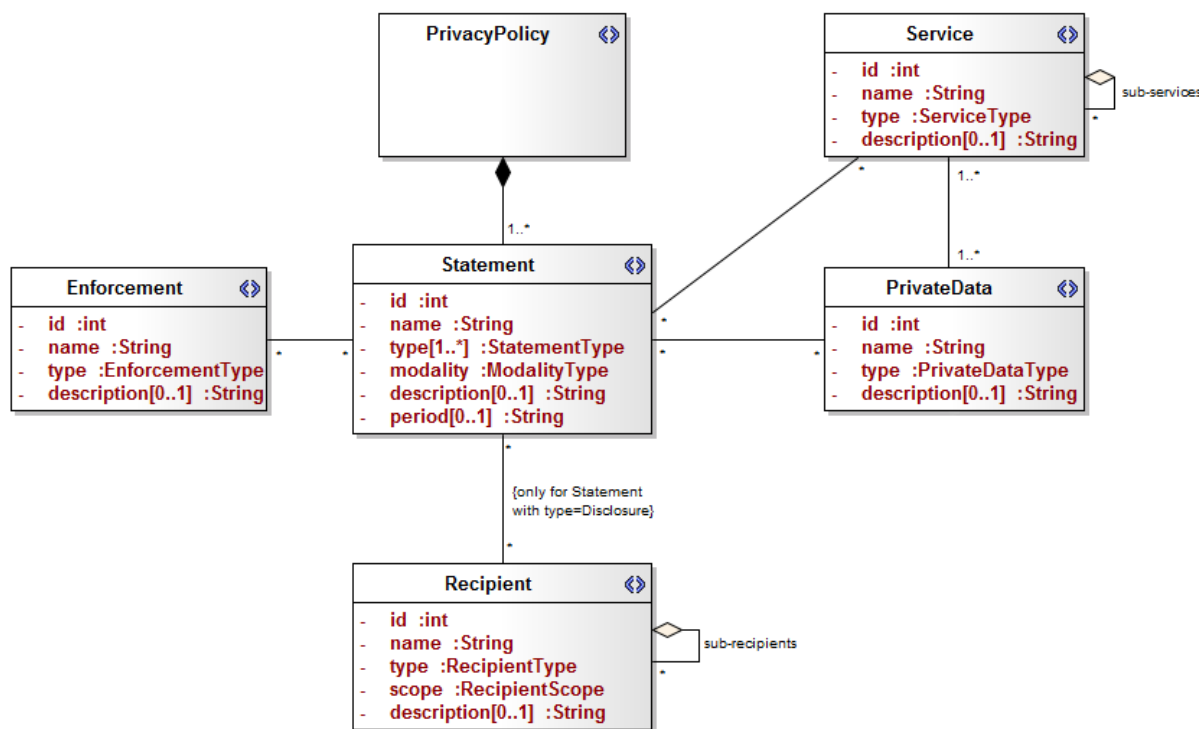 PrivacyPolicy
Service
- id :int
- name :String
- type :ServiceType
- description[0..1] :String
sub-services
*
*
1..*
1..*
1..*
Statement
- id :int
- name :String
- type[1..*] :StatementType
- modality :ModalityType
- description[0..1] :String
- period[0..1] :String
Enforcement
- id :int
- name :String
- type :EnforcementType
- description[0..1] :String
PrivateData
- id :int
- name :String
- type :PrivateDataType
- description[0..1] :String
*
*
*
*
*
*
{only for Statement
with type=Disclosure}
*
Recipient
- id :int
- name :String
- type :RecipientType
- scope :RecipientScope
- description[0..1] :String
sub-recipients
*